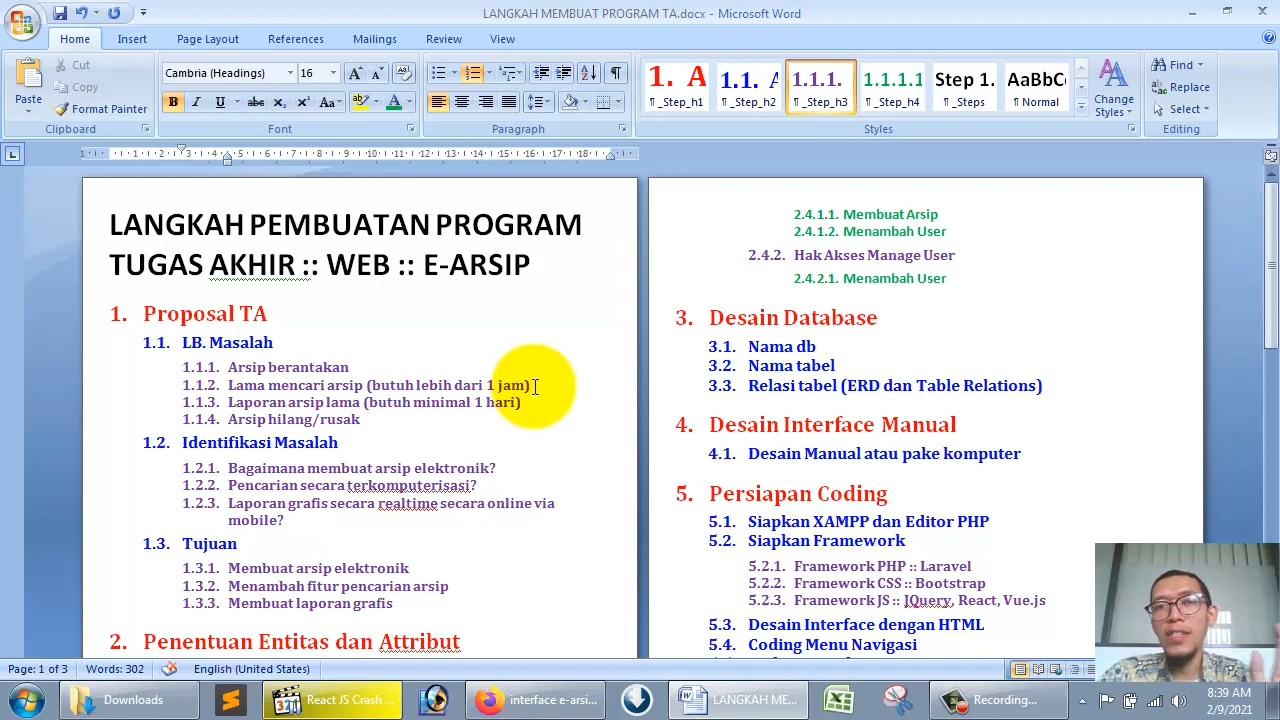 LANGKAH MEMBUAT PROGRAM TA.docx - Microsoft Word
Home Insert Page Layout References Mailings Review View
Paste
Cut
Copy
Format Painter
Clipboard
Cambria (Headings) 16
Font
Paragraph
1. A 1.1. A 1.1.1. 1.1.1.1 Step 1. AaBbC
¶ _Step_h1 ¶ _Step_h2 ¶ _Step_h3 ¶ _Step_h4 ¶ _Steps ¶ Normal
Change Styles
Styles
Find
Replace
Select
Editing
LANGKAH PEMBUATAN PROGRAM
TUGAS AKHIR :: WEB :: E-ARSIP
1. Proposal TA
1.1. LB. Masalah
1.1.1. Arsip berantakan
1.1.2. Lama mencari arsip (butuh lebih dari 1 jam)
1.1.3. Laporan arsip lama (butuh minimal 1 hari)
1.1.4. Arsip hilang/rusak
1.2. Identifikasi Masalah
1.2.1. Bagaimana membuat arsip elektronik?
1.2.2. Pencarian secara terkomputerisasi?
1.2.3. Laporan grafis secara realtime secara online via
mobile?
1.3. Tujuan
1.3.1. Membuat arsip elektronik
1.3.2. Menambah fitur pencarian arsip
1.3.3. Membuat laporan grafis
2. Penentuan Entitas dan Attribut
2.4.1.1. Membuat Arsip
2.4.1.2. Menambah User
2.4.2. Hak Akses Manage User
2.4.2.1. Menambah User
3. Desain Database
3.1. Nama db
3.2. Nama tabel
3.3. Relasi tabel (ERD dan Table Relations)
4. Desain Interface Manual
4.1. Desain Manual atau pake komputer
5. Persiapan Coding
5.1. Siapkan XAMPP dan Editor PHP
5.2. Siapkan Framework
5.2.1. Framework PHP :: Laravel
5.2.2. Framework CSS :: Bootstrap
5.2.3. Framework JS :: JQuery, React, Vue.js
5.3. Desain Interface dengan HTML
5.4. Coding Menu Navigasi
Page: 1 of 3 Words: 302 English (United States)
Downloads React JS Crash ... interface e-arsi... LANGKAH ME... Recording...
8:39 AM
2/9/2021